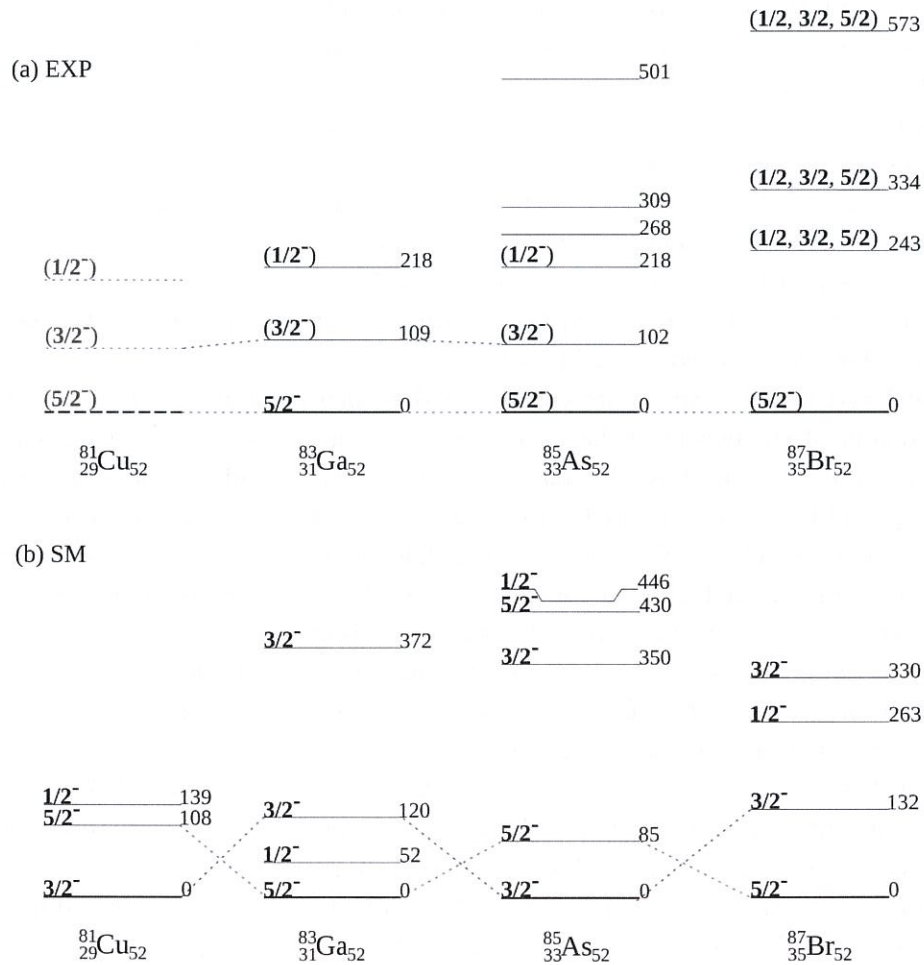 (1/2, 3/2, 5/2) 573
(a) EXP
501
(1/2, 3/2, 5/2) 334
309
268
(1/2, 3/2, 5/2) 243
(1/2⁻)
(1/2⁻) 218
(1/2⁻) 218
(3/2⁻)
(3/2⁻) 109
(3/2⁻) 102
(5/2⁻)
5/2⁻ 0
(5/2⁻) 0
(5/2⁻) 0
⁸¹₂₉Cu₅₂
⁸³₃₁Ga₅₂
⁸⁵₃₃As₅₂
⁸⁷₃₅Br₅₂
(b) SM
1/2⁻ 446
5/2⁻ 430
3/2⁻ 372
3/2⁻ 350
3/2⁻ 330
1/2⁻ 263
1/2⁻ 139
5/2⁻ 108
3/2⁻ 120
3/2⁻ 132
1/2⁻ 52
5/2⁻ 85
3/2⁻ 0
5/2⁻ 0
3/2⁻ 0
5/2⁻ 0
⁸¹₂₉Cu₅₂
⁸³₃₁Ga₅₂
⁸⁵₃₃As₅₂
⁸⁷₃₅Br₅₂